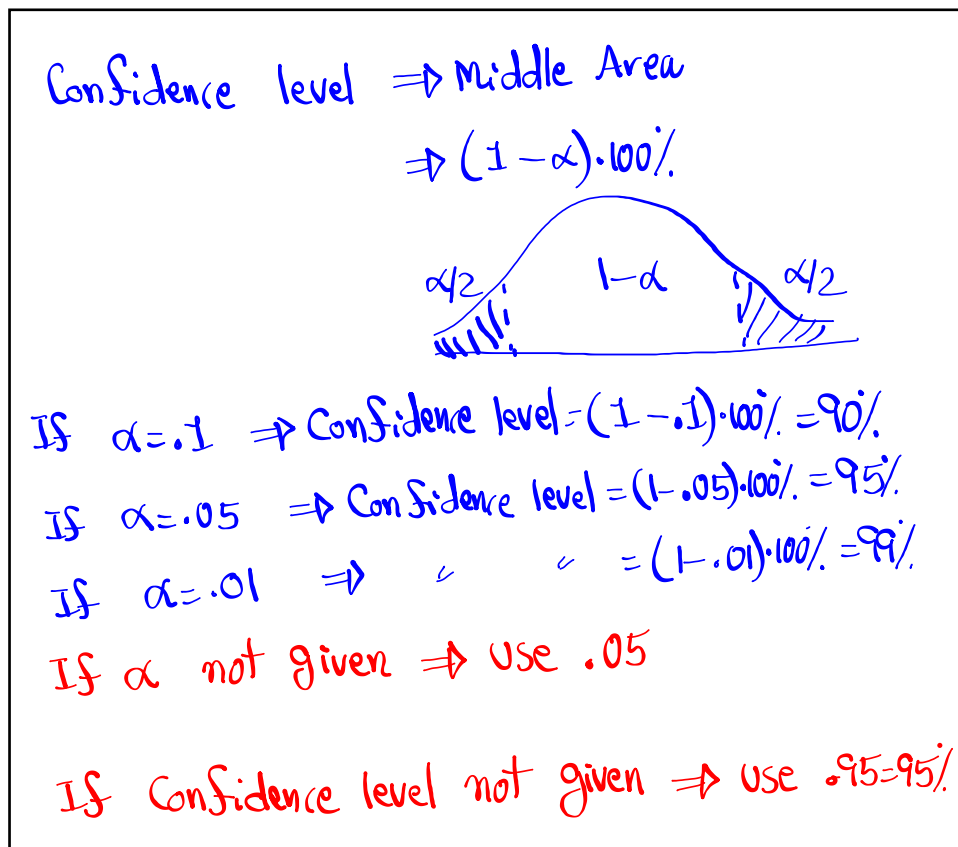 Confidence level ⇒ Middle Area
⇒ (1-α)·100%
α/2 1-α α/2
If α=.1 ⇒ Confidence level=(1-.1)·100%=90%
If α=.05 ⇒ Confidence level=(1-.05)·100%=95%
If α=.01 ⇒ " " =(1-.01)·100%=99%
If α not given ⇒ Use .05
If Confidence level not given ⇒ Use .95=95%